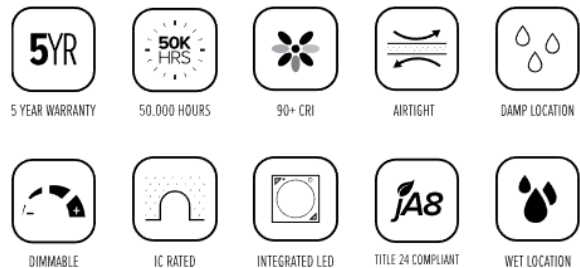 5YR
50K
HRS
5 YEAR WARRANTY
50.000 HOURS
90+ CRI
AIRTIGHT
DAMP LOCATION
- +
JA8
DIMMABLE
IC RATED
INTEGRATED LED
TITLE 24 COMPLIANT
WET LOCATION